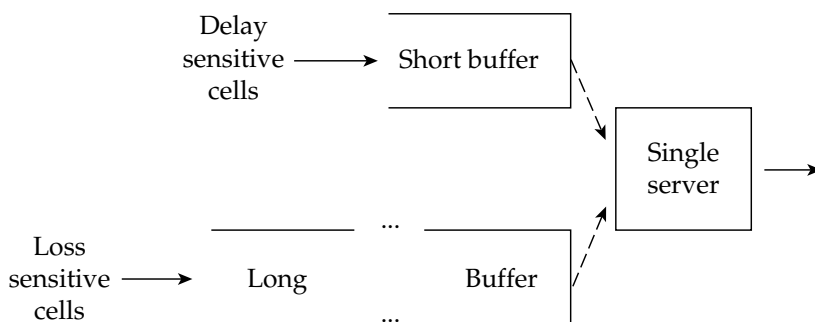 Delay
sensitive
cells
Short buffer
Single
server
Loss
sensitive
cells
...
Long
Buffer
...